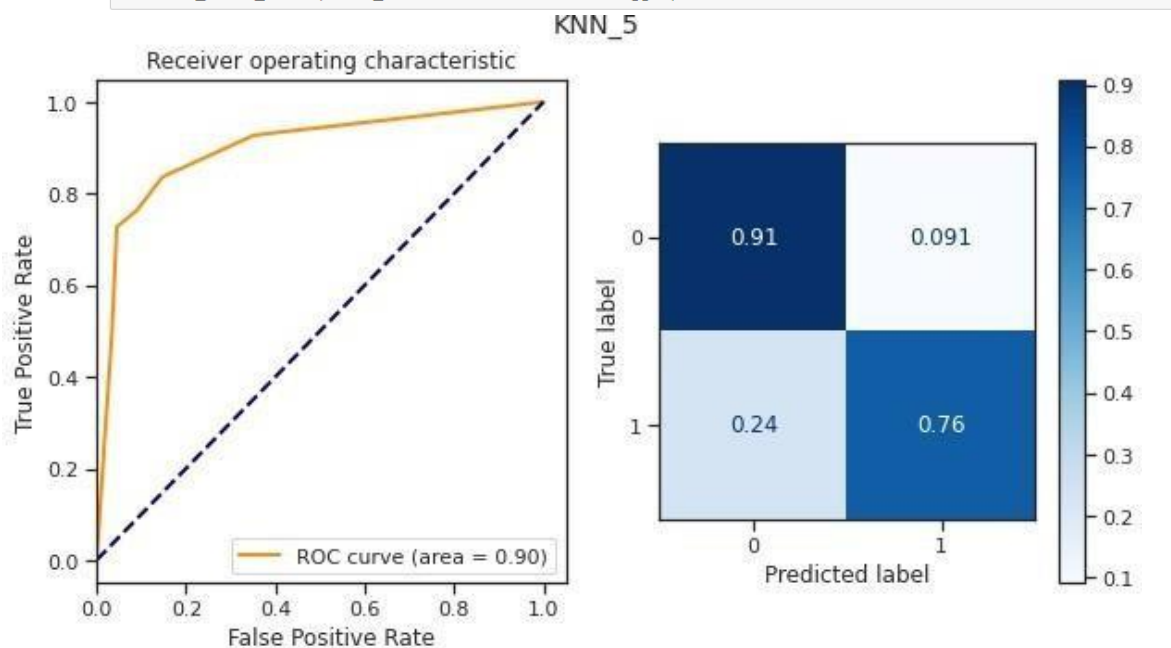 KNN_5
Receiver operating characteristic
True Positive Rate
1.0
0.8
0.6
0.4
0.2
0.0
ROC curve (area = 0.90)
0.0 0.2 0.4 0.6 0.8 1.0
False Positive Rate
True label
0
1
0.91 0.091
0.24 0.76
0 1
Predicted label
0.9
0.8
0.7
0.6
0.5
0.4
0.3
0.2
0.1